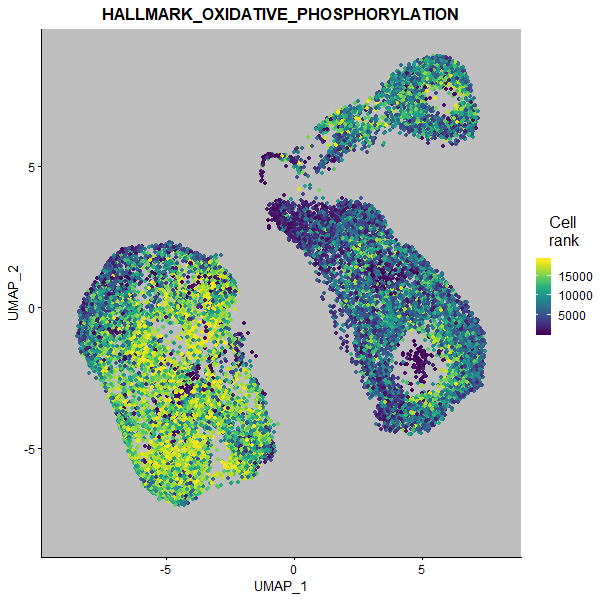 HALLMARK_OXIDATIVE_PHOSPHORYLATION
5
0
-5
UMAP_2
-5
0
5
UMAP_1
Cell
rank
15000
10000
5000